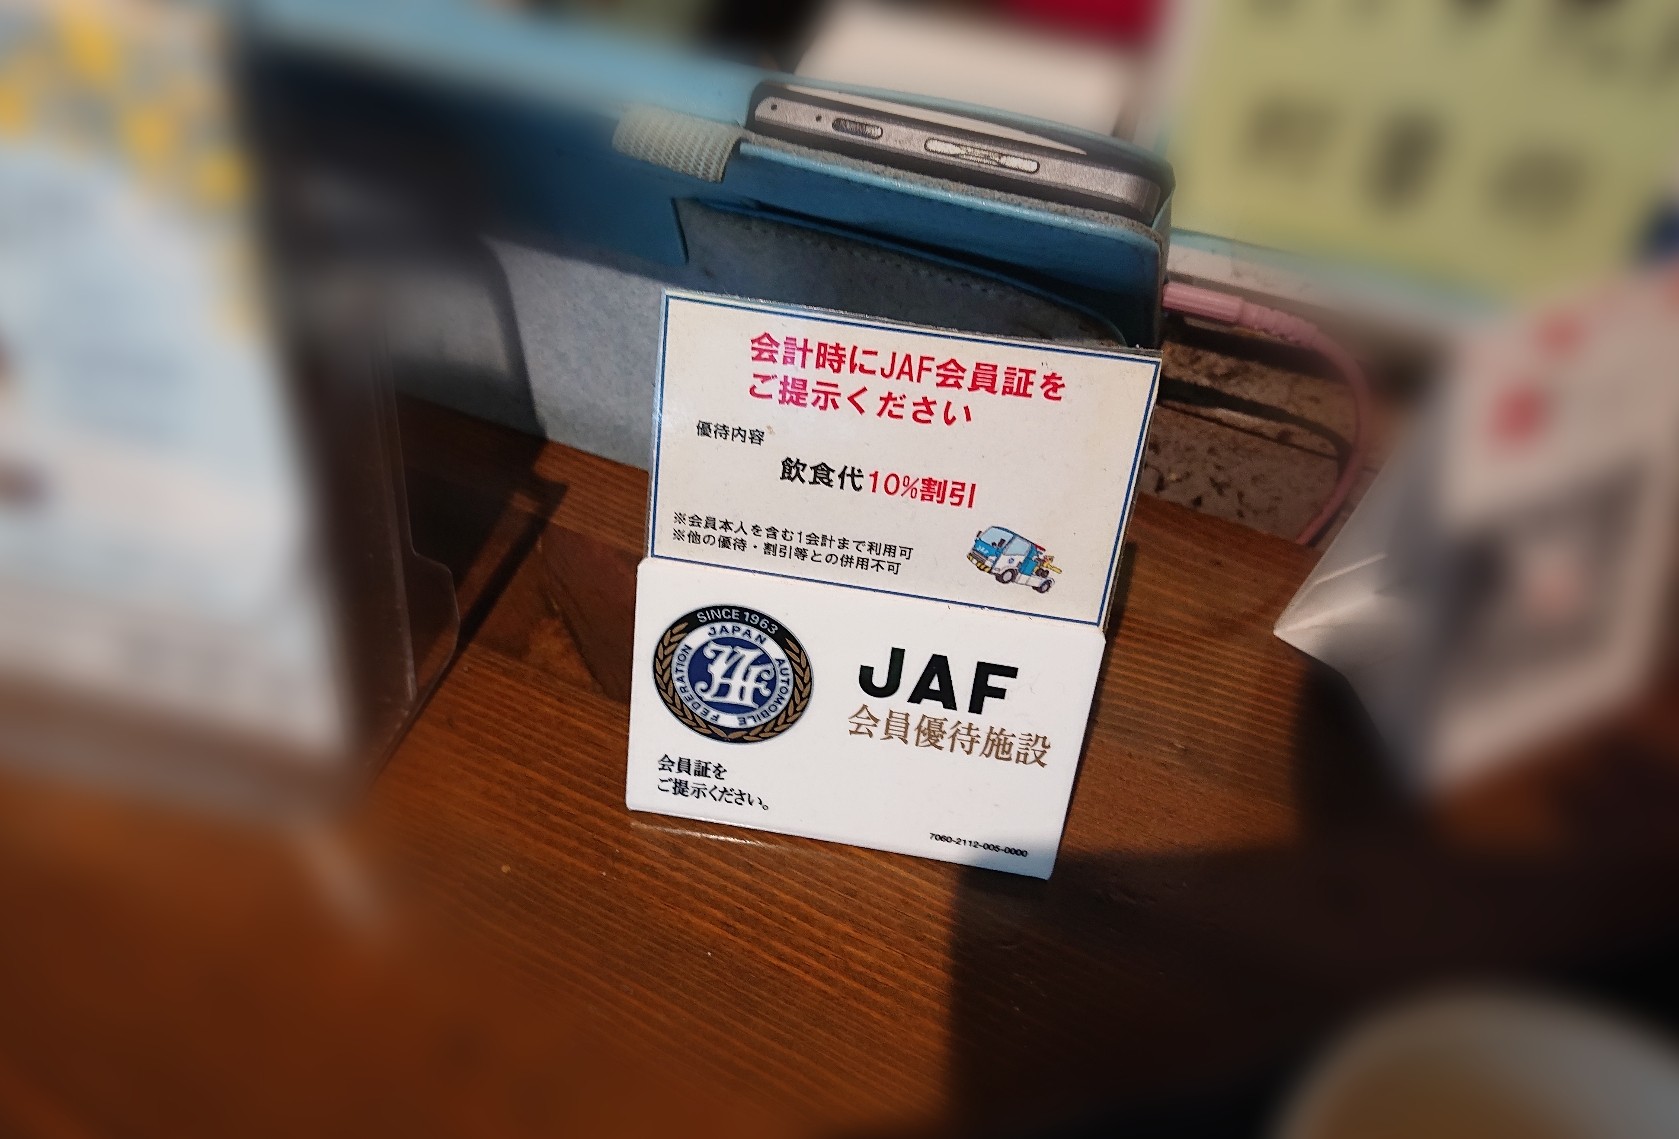 会計時にJAF会員証を
ご提示ください
優待内容
飲食代10%割引
※会員本人を含む1会計まで利用可
※他の優待・割引等との併用不可
SINCE 1963
JAPAN AUTOMOBILE FEDERATION
JAF
JAF
会員優待施設
会員証を
ご提示ください。
7060-2112-005-0000